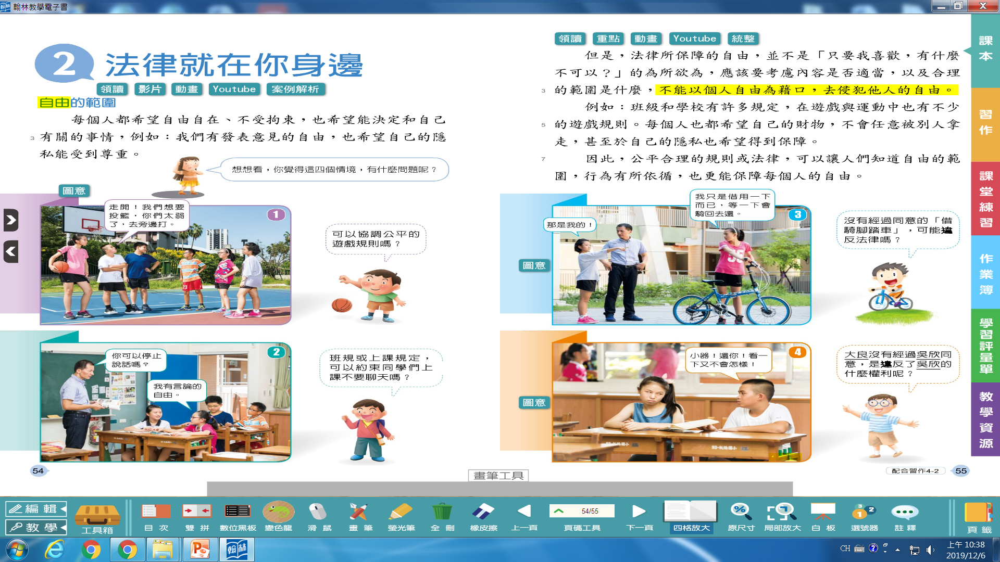 翰林教學電子書
2 法律就在你身邊
領讀 影片 動畫 Youtube 案例解析
自由的範圍
每個人都希望自由自在、不受拘束，也希望能決定和自己
3 有關的事情，例如：我們有發表意見的自由，也希望自己的隱
私能受到尊重。
想想看，你覺得這四個情境，有什麼問題呢？
圖意
走開！我們想要
投籃，你們太弱
了，去旁邊打。
1
可以協調公平的
遊戲規則嗎？
你可以停止
說話嗎？
我有言論的
自由。
2
班規或上課規定，
可以約束同學們上
課不要聊天嗎？
54
領讀 重點 動畫 Youtube 統整
但是，法律所保障的自由，並不是「只要我喜歡，有什麼
不可以？」的為所欲為，應該要考慮內容是否適當，以及合理
3 的範圍是什麼，不能以個人自由為藉口，去侵犯他人的自由。
例如：班級和學校有許多規定，在遊戲與運動中也有不少
5 的遊戲規則。每個人也都希望自己的財物，不會任意被別人拿
走，甚至於自己的隱私也希望得到保障。
7 因此，公平合理的規則或法律，可以讓人們知道自由的範
圍，行為有所依循，也更能保障每個人的自由。
那是我的！
我只是借用一下
而已，等一下會
騎回去還。
3
圖意
沒有經過同意的「借
騎腳踏車」，可能違
反法律嗎？
小器！還你！看一
下又不會怎樣！
4
圖意
大良沒有經過吳欣同
意，是違反了吳欣的
什麼權利呢？
配合習作4-2
55
課本
習作
課堂練習
作業簿
學習評量單
教學資源
畫筆工具
編輯
教學
工具箱
目次 雙拼 數位黑板 變色龍 滑鼠 畫筆 螢光筆 全刪 橡皮擦 上一頁 頁碼工具 下一頁 四格放大 原尺寸 局部放大 白板 選號器 註釋 頁籤
54/55
CH
上午 10:38
2019/12/6